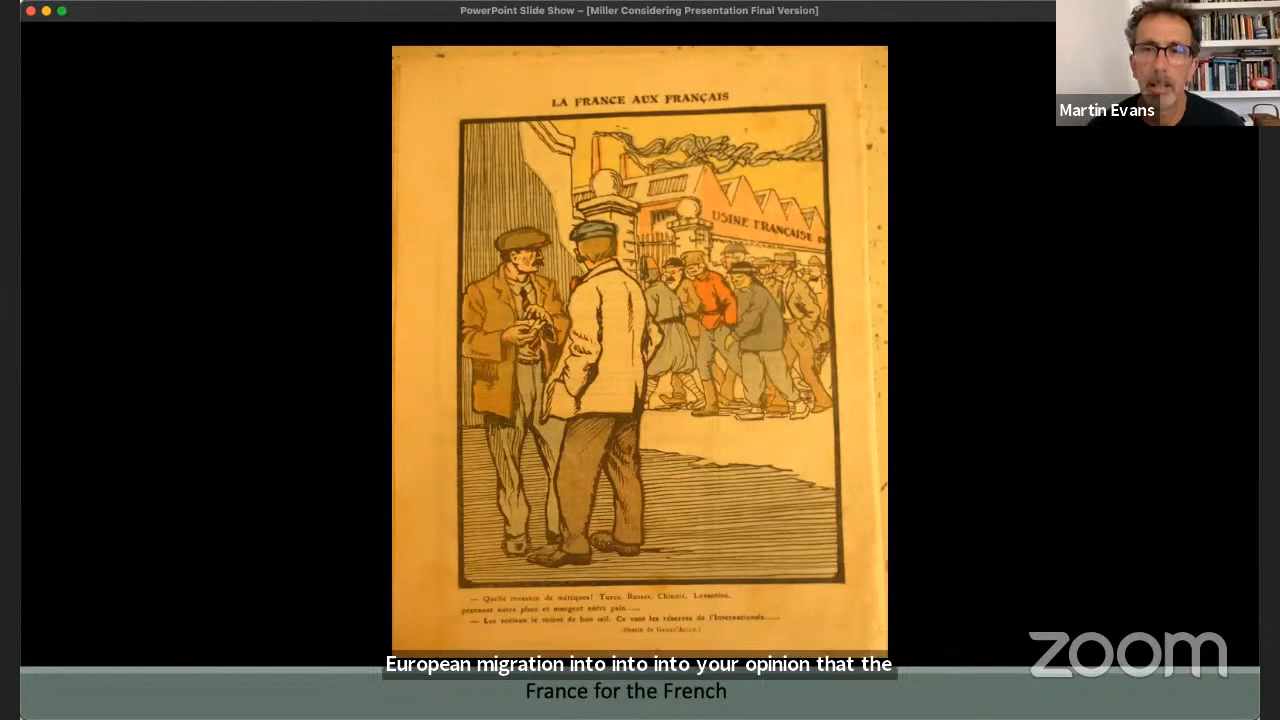 PowerPoint Slide Show – [Miller Considering Presentation Final Version]
Martin Evans
LA FRANCE AUX FRANÇAIS
USINE FRANÇAISE
— Quelle invasion de métèques! Turcs, Russes, Chinois, Levantins,
prennent notre place et mangent notre pain.....
— Les sociaux le voient de bon œil. Ce sont les réserves de l'Internationale.....
(Dessin de
European migration into into into your opinion that the
France for the French
zoom